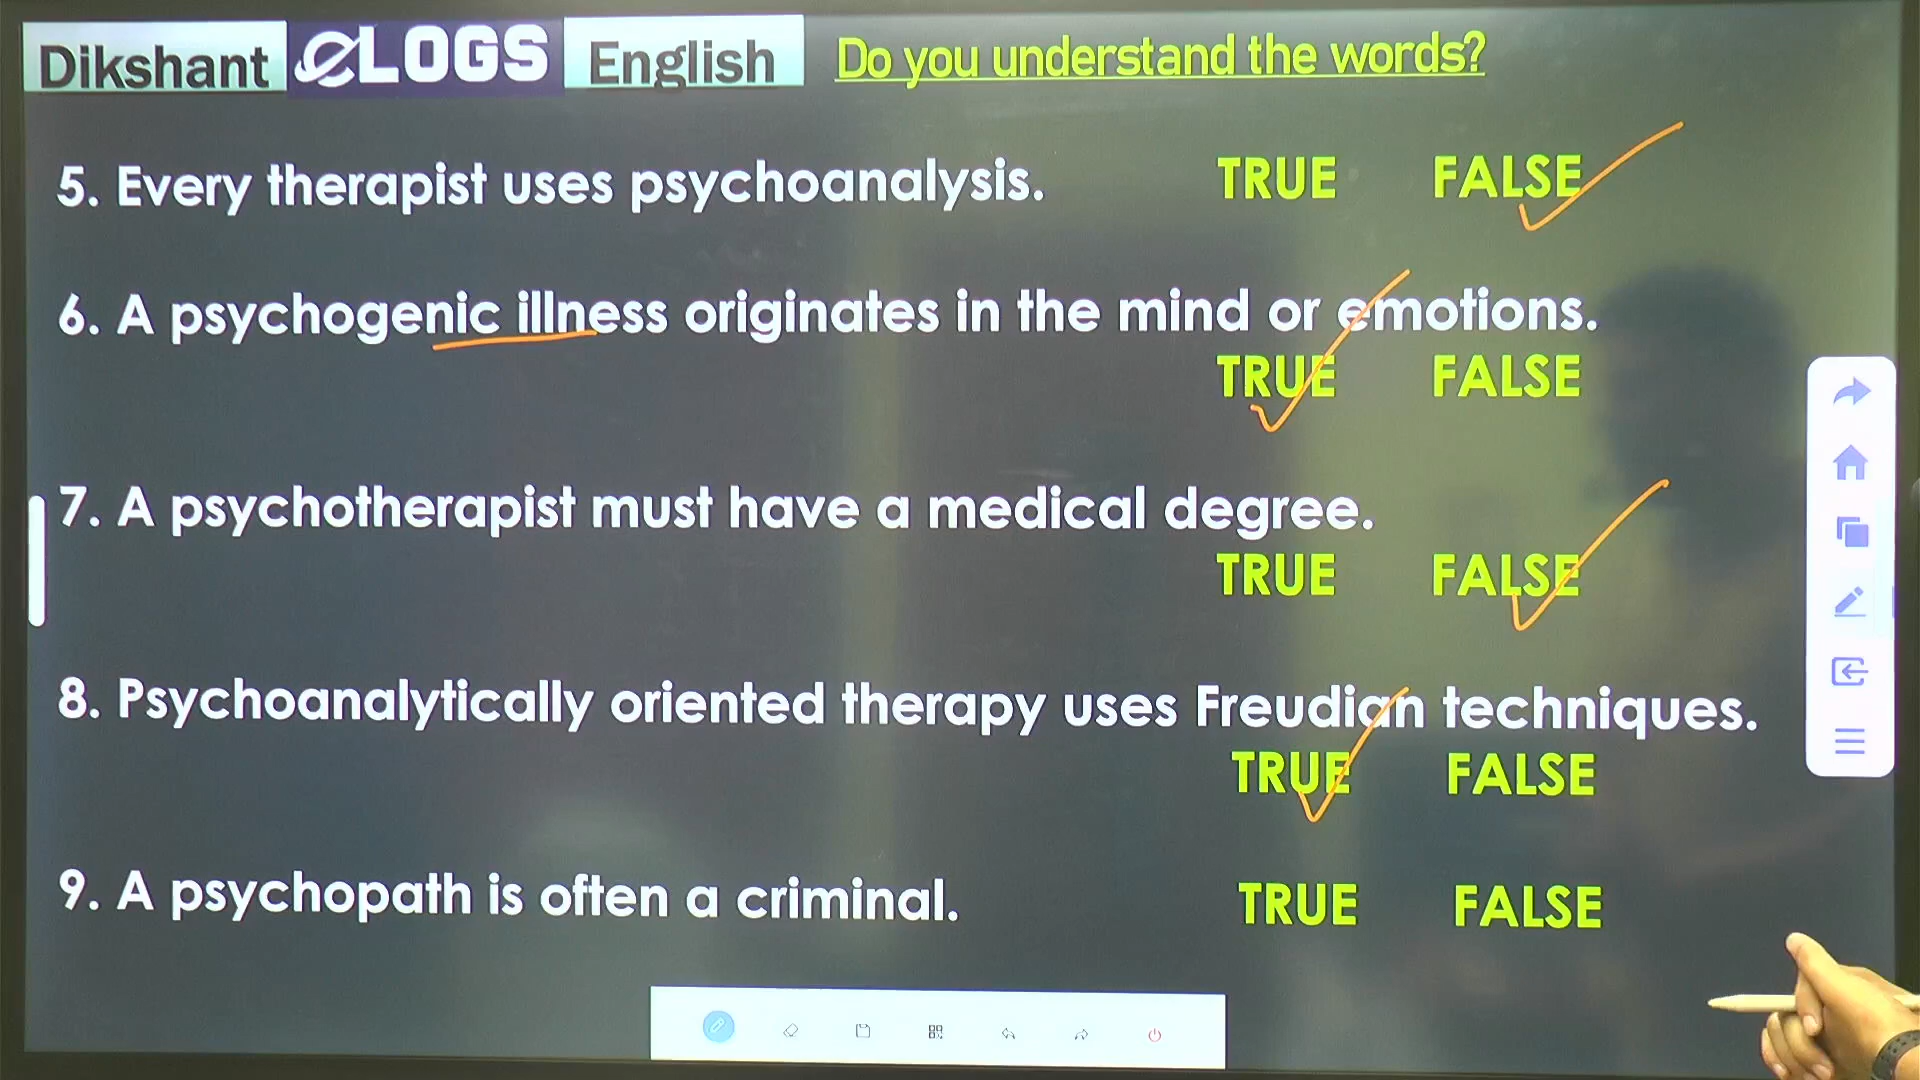 Dikshant eLOGS English Do you understand the words?
5. Every therapist uses psychoanalysis. TRUE FALSE
6. A psychogenic illness originates in the mind or emotions.
TRUE FALSE
7. A psychotherapist must have a medical degree.
TRUE FALSE
8. Psychoanalytically oriented therapy uses Freudian techniques.
TRUE FALSE
9. A psychopath is often a criminal. TRUE FALSE